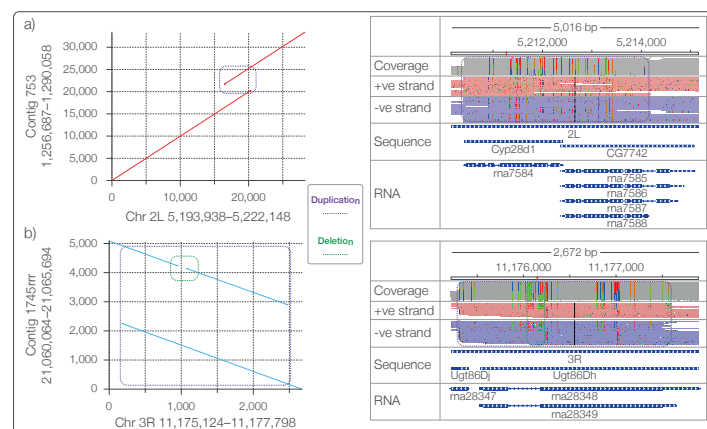 a)
30,000
25,000
20,000
15,000
10,000
5,000
0
0
10,000
20,000
Contig 753
1,256,687–1,290,058
Chr 2L 5,193,938–5,222,148
Duplication
Deletion
b)
5,000
4,000
3,000
2,000
1,000
0
0
1,000
2,000
Contig 1745rrr
21,060,064–21,065,694
Chr 3R 11,175,124–11,177,798
5,016 bp
5,212,000
5,214,000
Coverage
+ve strand
-ve strand
Sequence
2L
Cyp28d1
CG7742
RNA
rna7584
rna7585
rna7586
rna7587
rna7588
2,672 bp
11,176,000
11,177,000
Coverage
+ve strand
-ve strand
Sequence
3R
Ugt86Dj
Ugt86Dh
RNA
rna28347
rna28348
rna28349